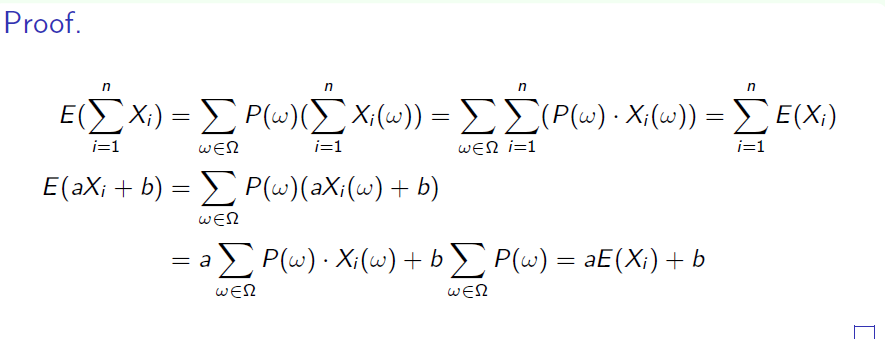 Proof.
E(∑_{i=1}^{n} X_i) = ∑_{ω∈Ω} P(ω)(∑_{i=1}^{n} X_i(ω)) = ∑_{ω∈Ω} ∑_{i=1}^{n} (P(ω) · X_i(ω)) = ∑_{i=1}^{n} E(X_i)
E(aX_i + b) = ∑_{ω∈Ω} P(ω)(aX_i(ω) + b)
= a ∑_{ω∈Ω} P(ω) · X_i(ω) + b ∑_{ω∈Ω} P(ω) = aE(X_i) + b
□